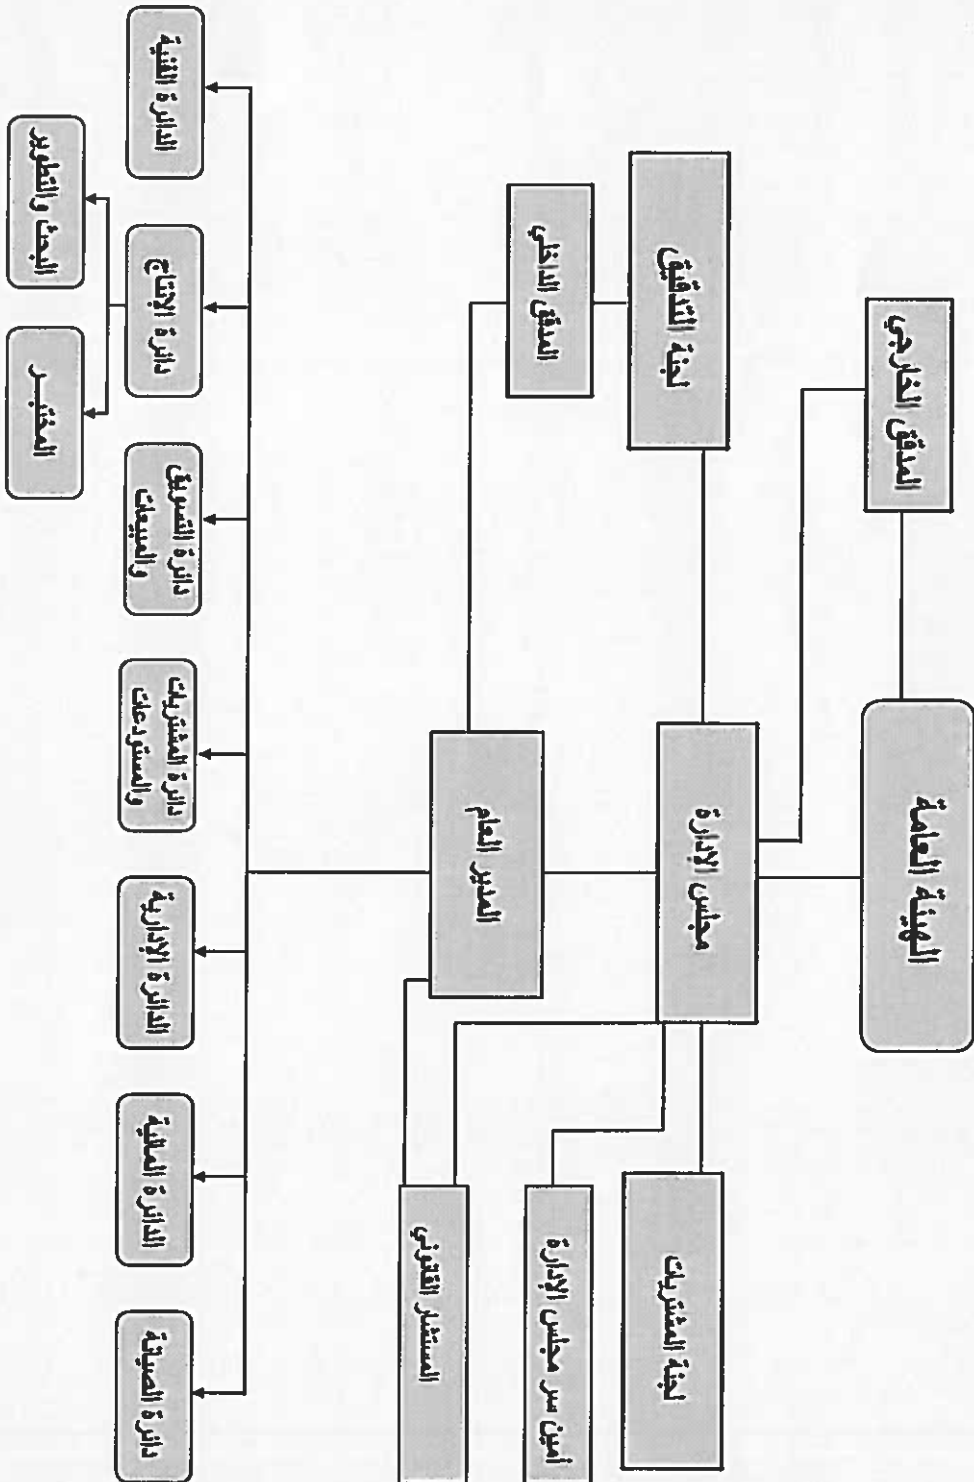 الهيئة العامة
المدقق الخارجي
مجلس الإدارة
لجنة التدقيق
لجنة المشتريات
المدقق الداخلي
أمين سر مجلس الإدارة
المدير العام
المستشار القانوني
دائرة الصيانة
الدائرة المالية
الدائرة الإدارية
دائرة المشتريات
والمستودعات
دائرة التسويق
والمبيعات
دائرة الإنتاج
الدائرة الفنية
المختبــر
البحث والتطوير